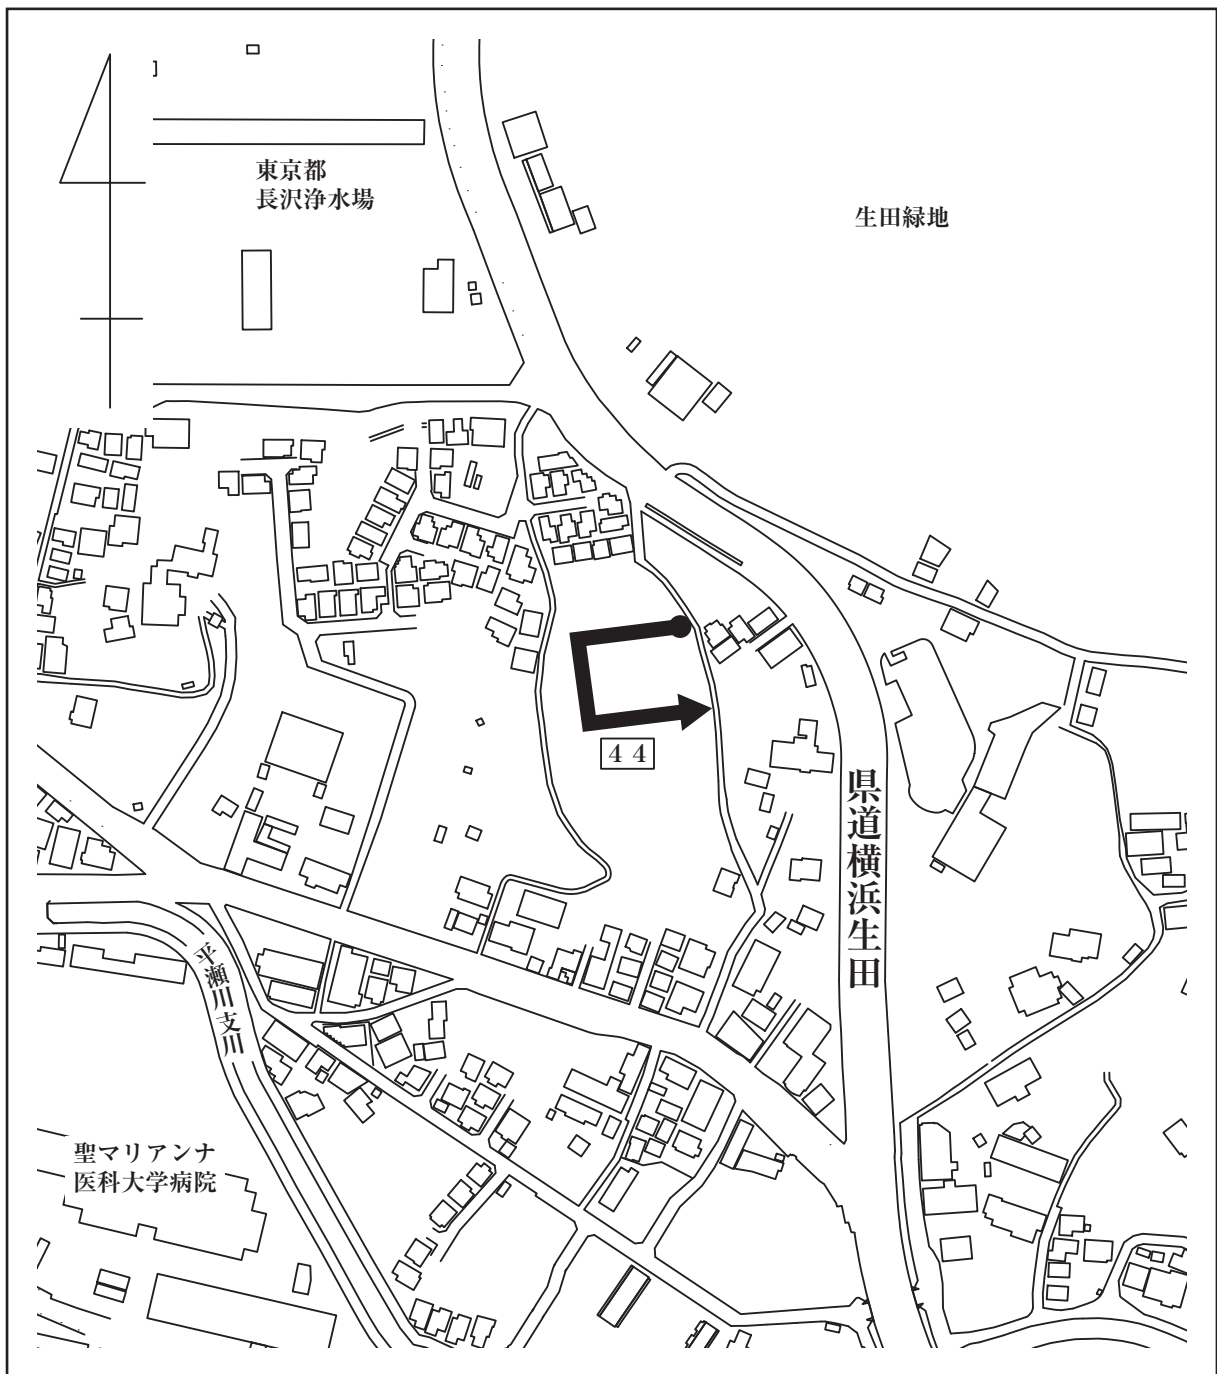 東京都
長沢浄水場
生田緑地
44
県道横浜生田
平瀬川支川
聖マリアンナ
医科大学病院